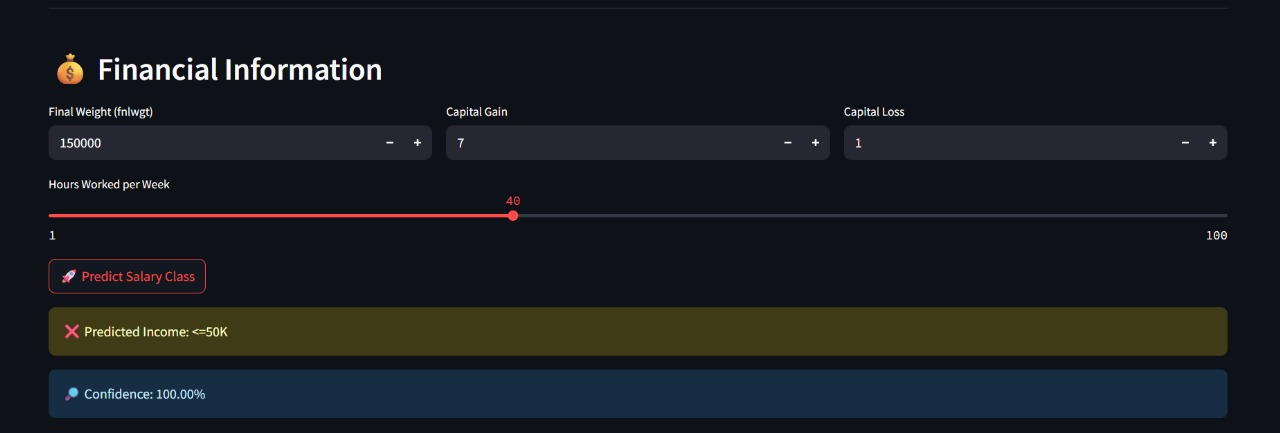 Financial Information
Final Weight (fnlwgt) Capital Gain Capital Loss
150000 − + 7 − + 1 − +
Hours Worked per Week
40
1 100
🚀 Predict Salary Class
❌ Predicted Income: <=50K
🔎 Confidence: 100.00%